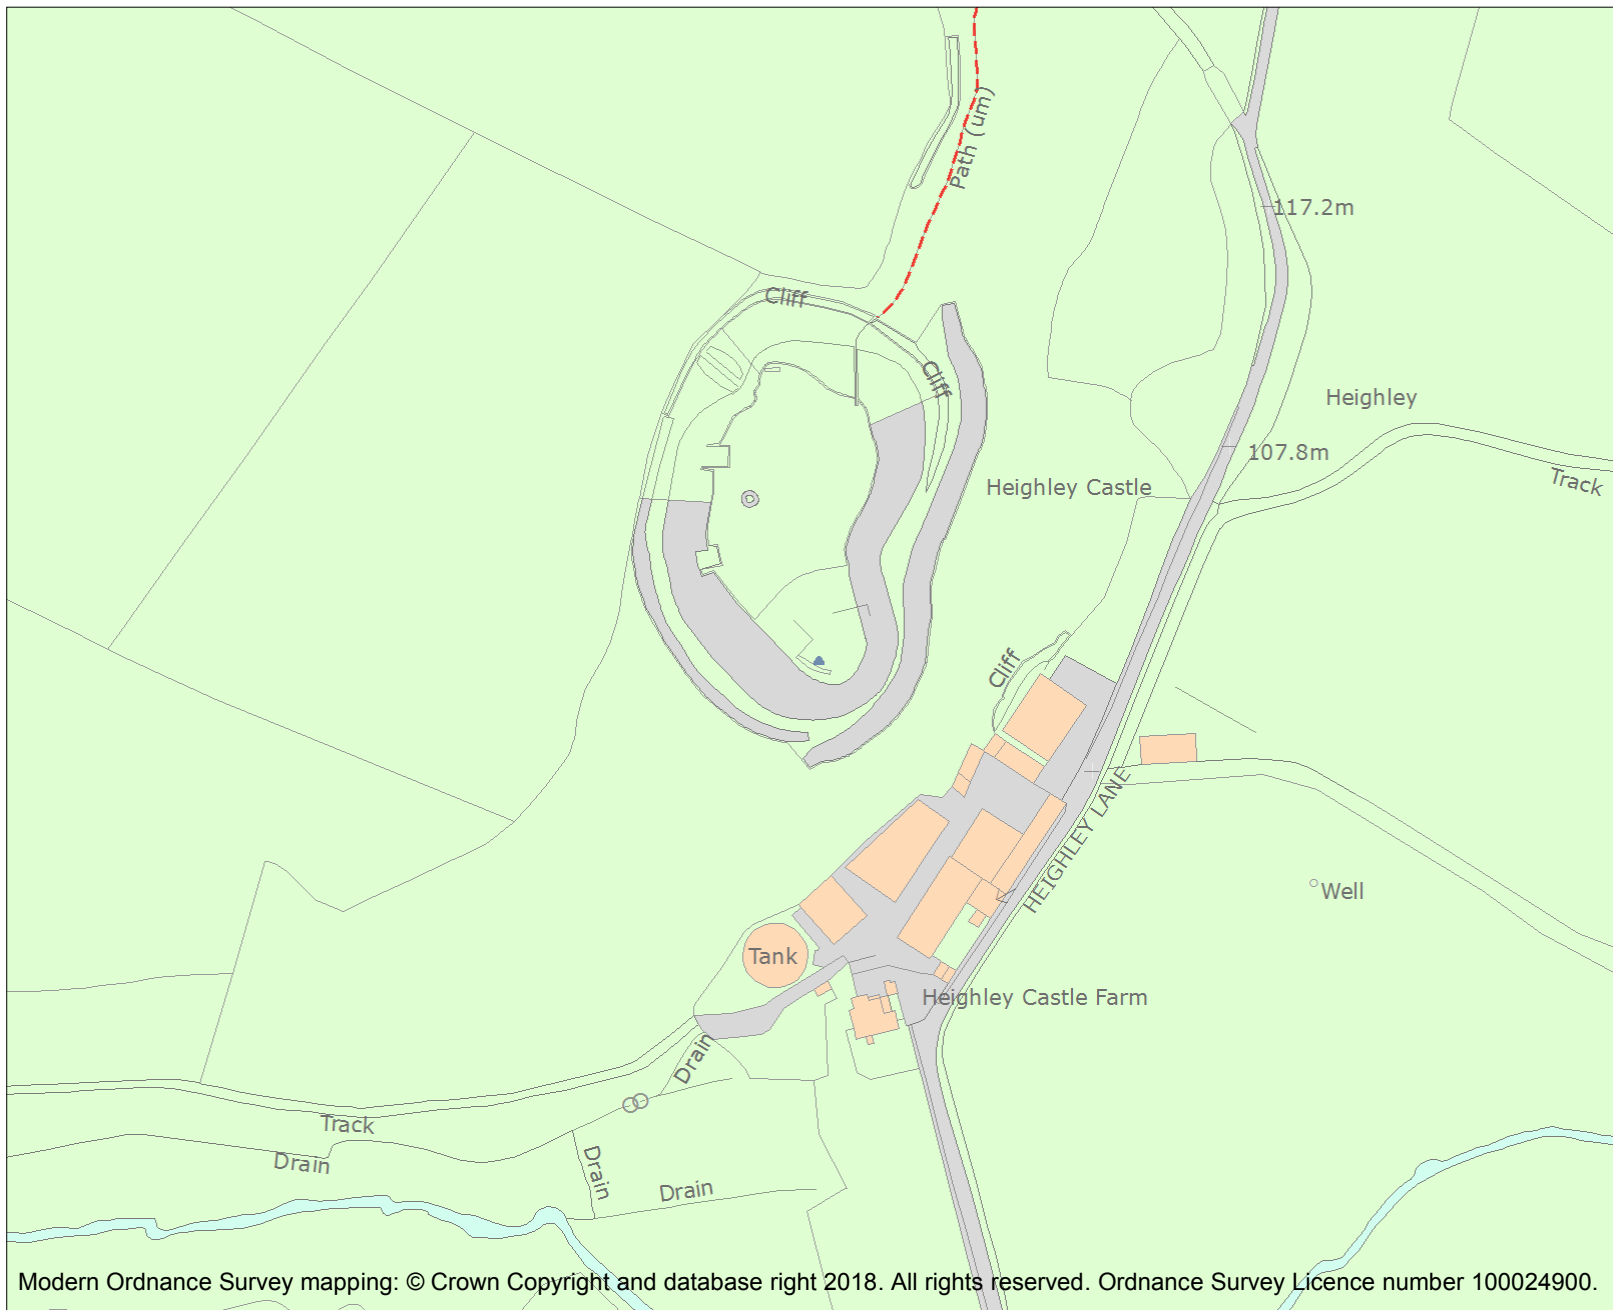 Path (um)
117.2m
Cliff
Cliff
Heighley
107.8m
Track
Heighley Castle
Cliff
HEIGHLEY LANE
Well
Tank
Heighley Castle Farm
Drain
Track
Drain
Drain
Drain
Modern Ordnance Survey mapping: © Crown Copyright and database right 2018. All rights reserved. Ordnance Survey Licence number 100024900.